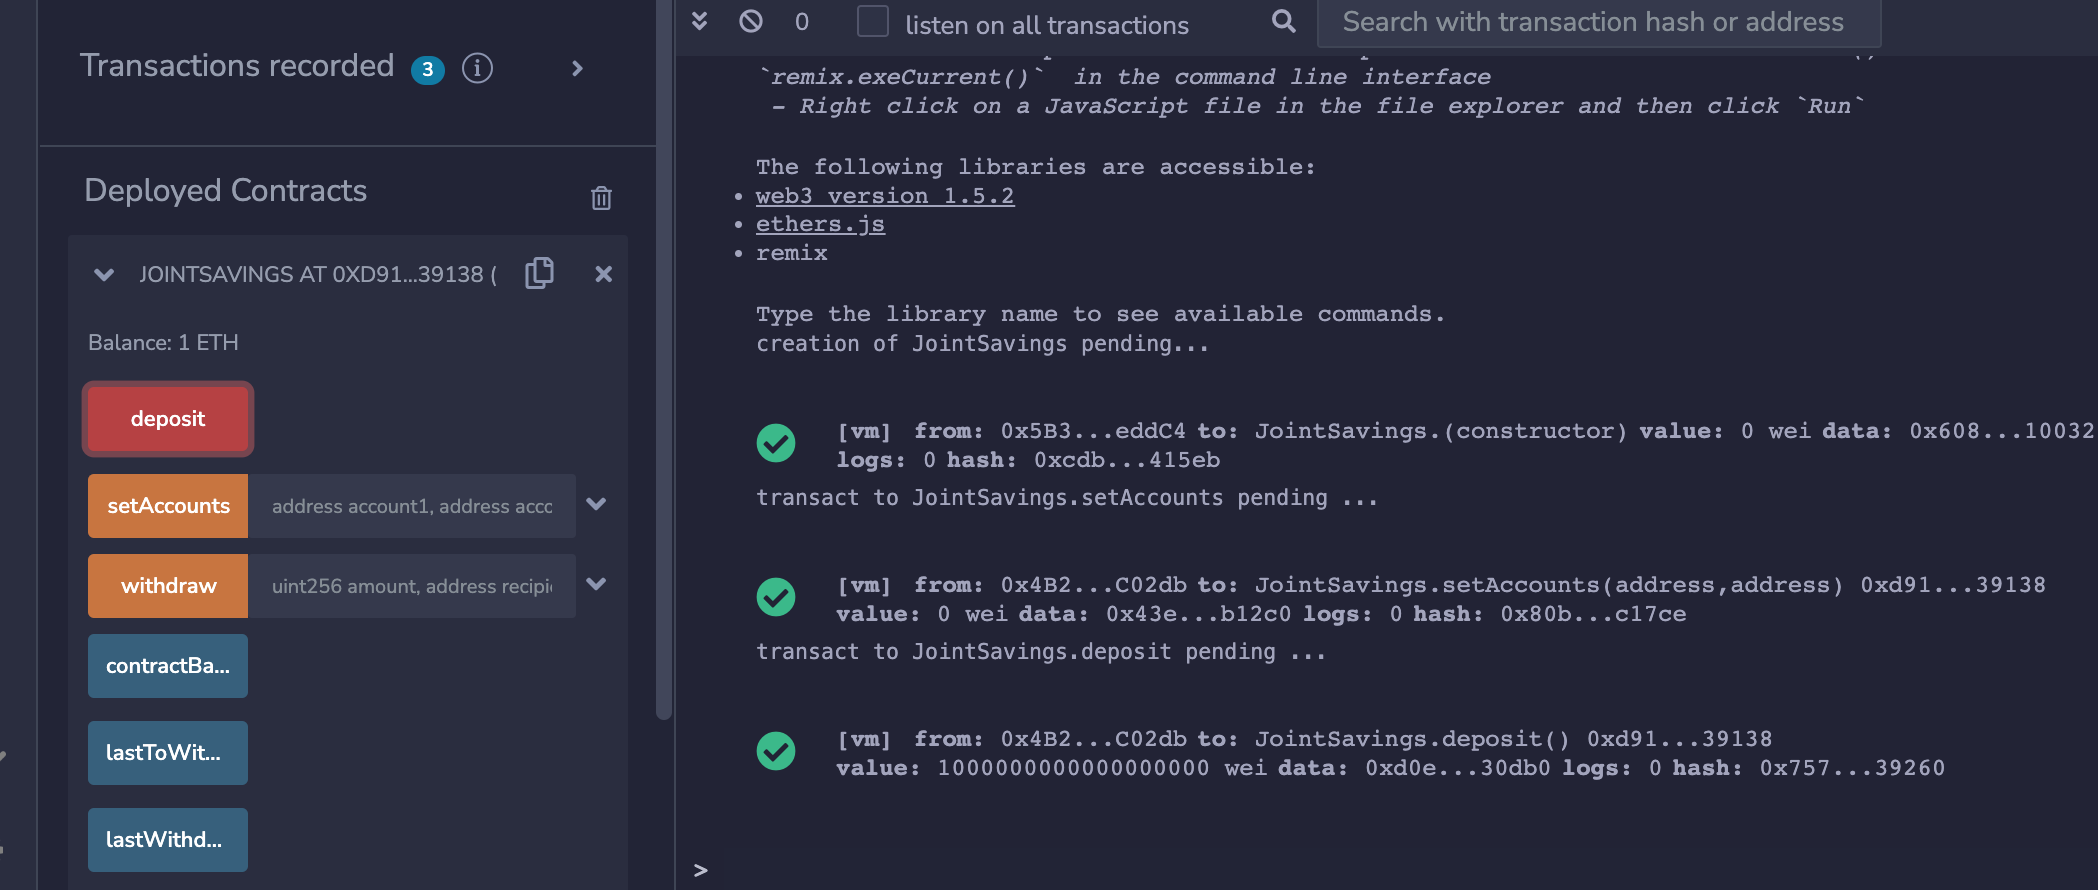 Transactions recorded 3 i
Deployed Contracts
JOINTSAVINGS AT 0XD91...39138 (
Balance: 1 ETH
deposit
setAccounts address account1, address acc
withdraw uint256 amount, address recipi
contractBa...
lastToWit...
lastWithd...
0 listen on all transactions Search with transaction hash or address
`remix.exeCurrent()` in the command line interface
- Right click on a JavaScript file in the file explorer and then click `Run`
The following libraries are accessible:
• web3 version 1.5.2
• ethers.js
• remix
Type the library name to see available commands.
creation of JointSavings pending...
[vm] from: 0x5B3...eddC4 to: JointSavings.(constructor) value: 0 wei data: 0x608...10032
logs: 0 hash: 0xcdb...415eb
transact to JointSavings.setAccounts pending ...
[vm] from: 0x4B2...C02db to: JointSavings.setAccounts(address,address) 0xd91...39138
value: 0 wei data: 0x43e...b12c0 logs: 0 hash: 0x80b...c17ce
transact to JointSavings.deposit pending ...
[vm] from: 0x4B2...C02db to: JointSavings.deposit() 0xd91...39138
value: 1000000000000000000 wei data: 0xd0e...30db0 logs: 0 hash: 0x757...39260
>